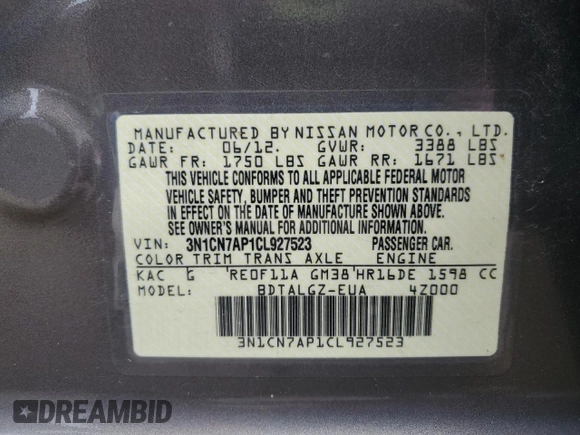 MANUFACTURED BY NISSAN MOTOR CO., LTD.
DATE: 06/12. GVWR: 3388 LBS
GAWR FR: 1750 LBS GAWR RR: 1671 LBS
THIS VEHICLE CONFORMS TO ALL APPLICABLE FEDERAL MOTOR
VEHICLE SAFETY, BUMPER AND THEFT PREVENTION STANDARDS
IN EFFECT ON THE DATE OF MANUFACTURE SHOWN ABOVE.
SEE OWNER'S MANUAL FOR ADDITIONAL INFORMATION.
VIN: 3N1CN7AP1CL927523 PASSENGER CAR.
COLOR TRIM TRANS AXLE ENGINE
KAC G RE0F11A GM38 HR16DE 1598 CC
MODEL: BDTALGZ-EUA 4Z000
3N1CN7AP1CL927523
DREAMBID